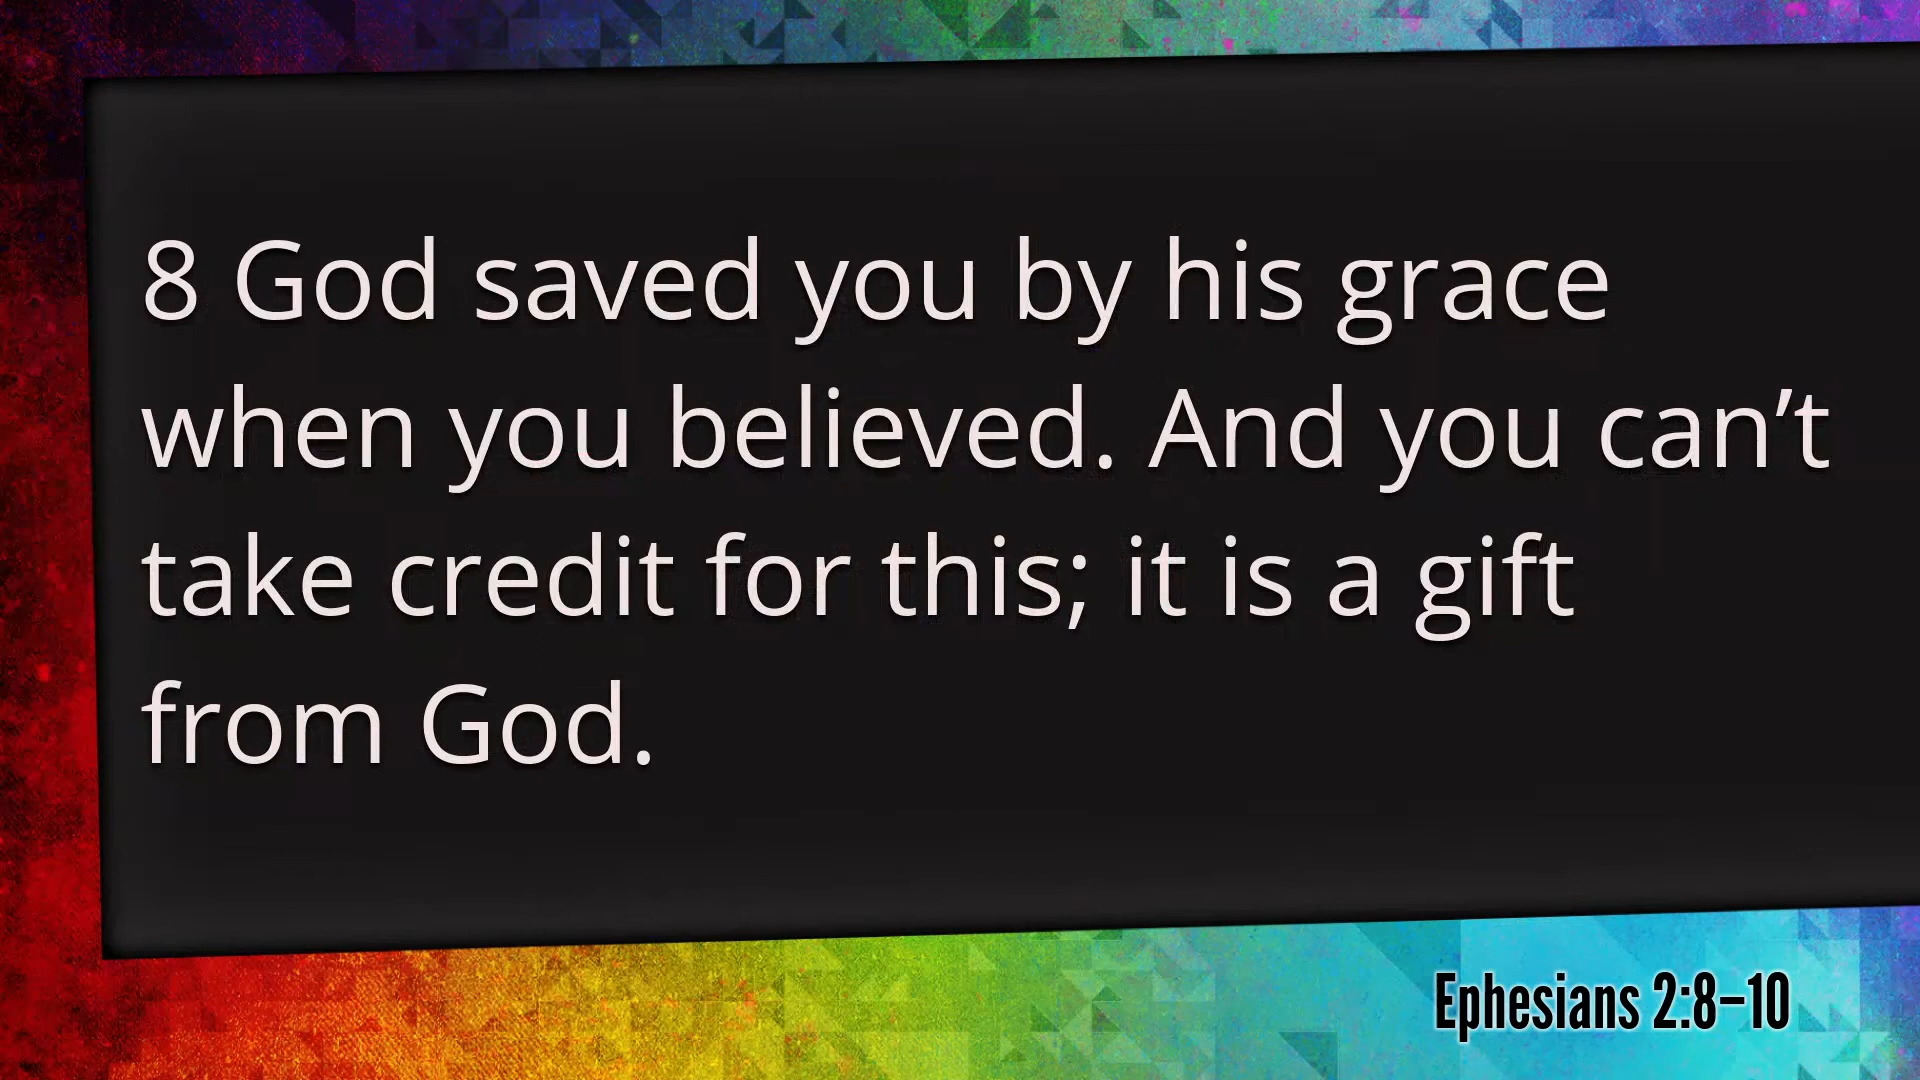 8 God saved you by his grace
when you believed. And you can’t
take credit for this; it is a gift
from God.
Ephesians 2:8–10